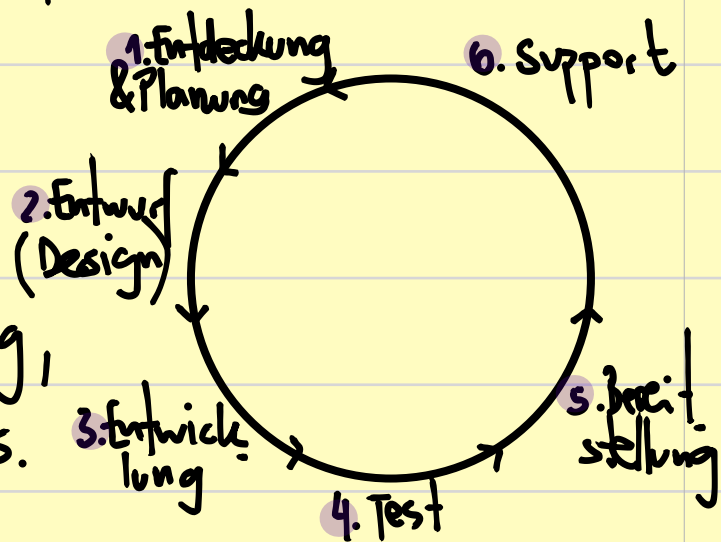 1. Entdeckung
& Planung
6. Support
2. Entwurf
(Design)
g,
s.
3. Entwick-
lung
4. Test
5. Bereit-
stellung